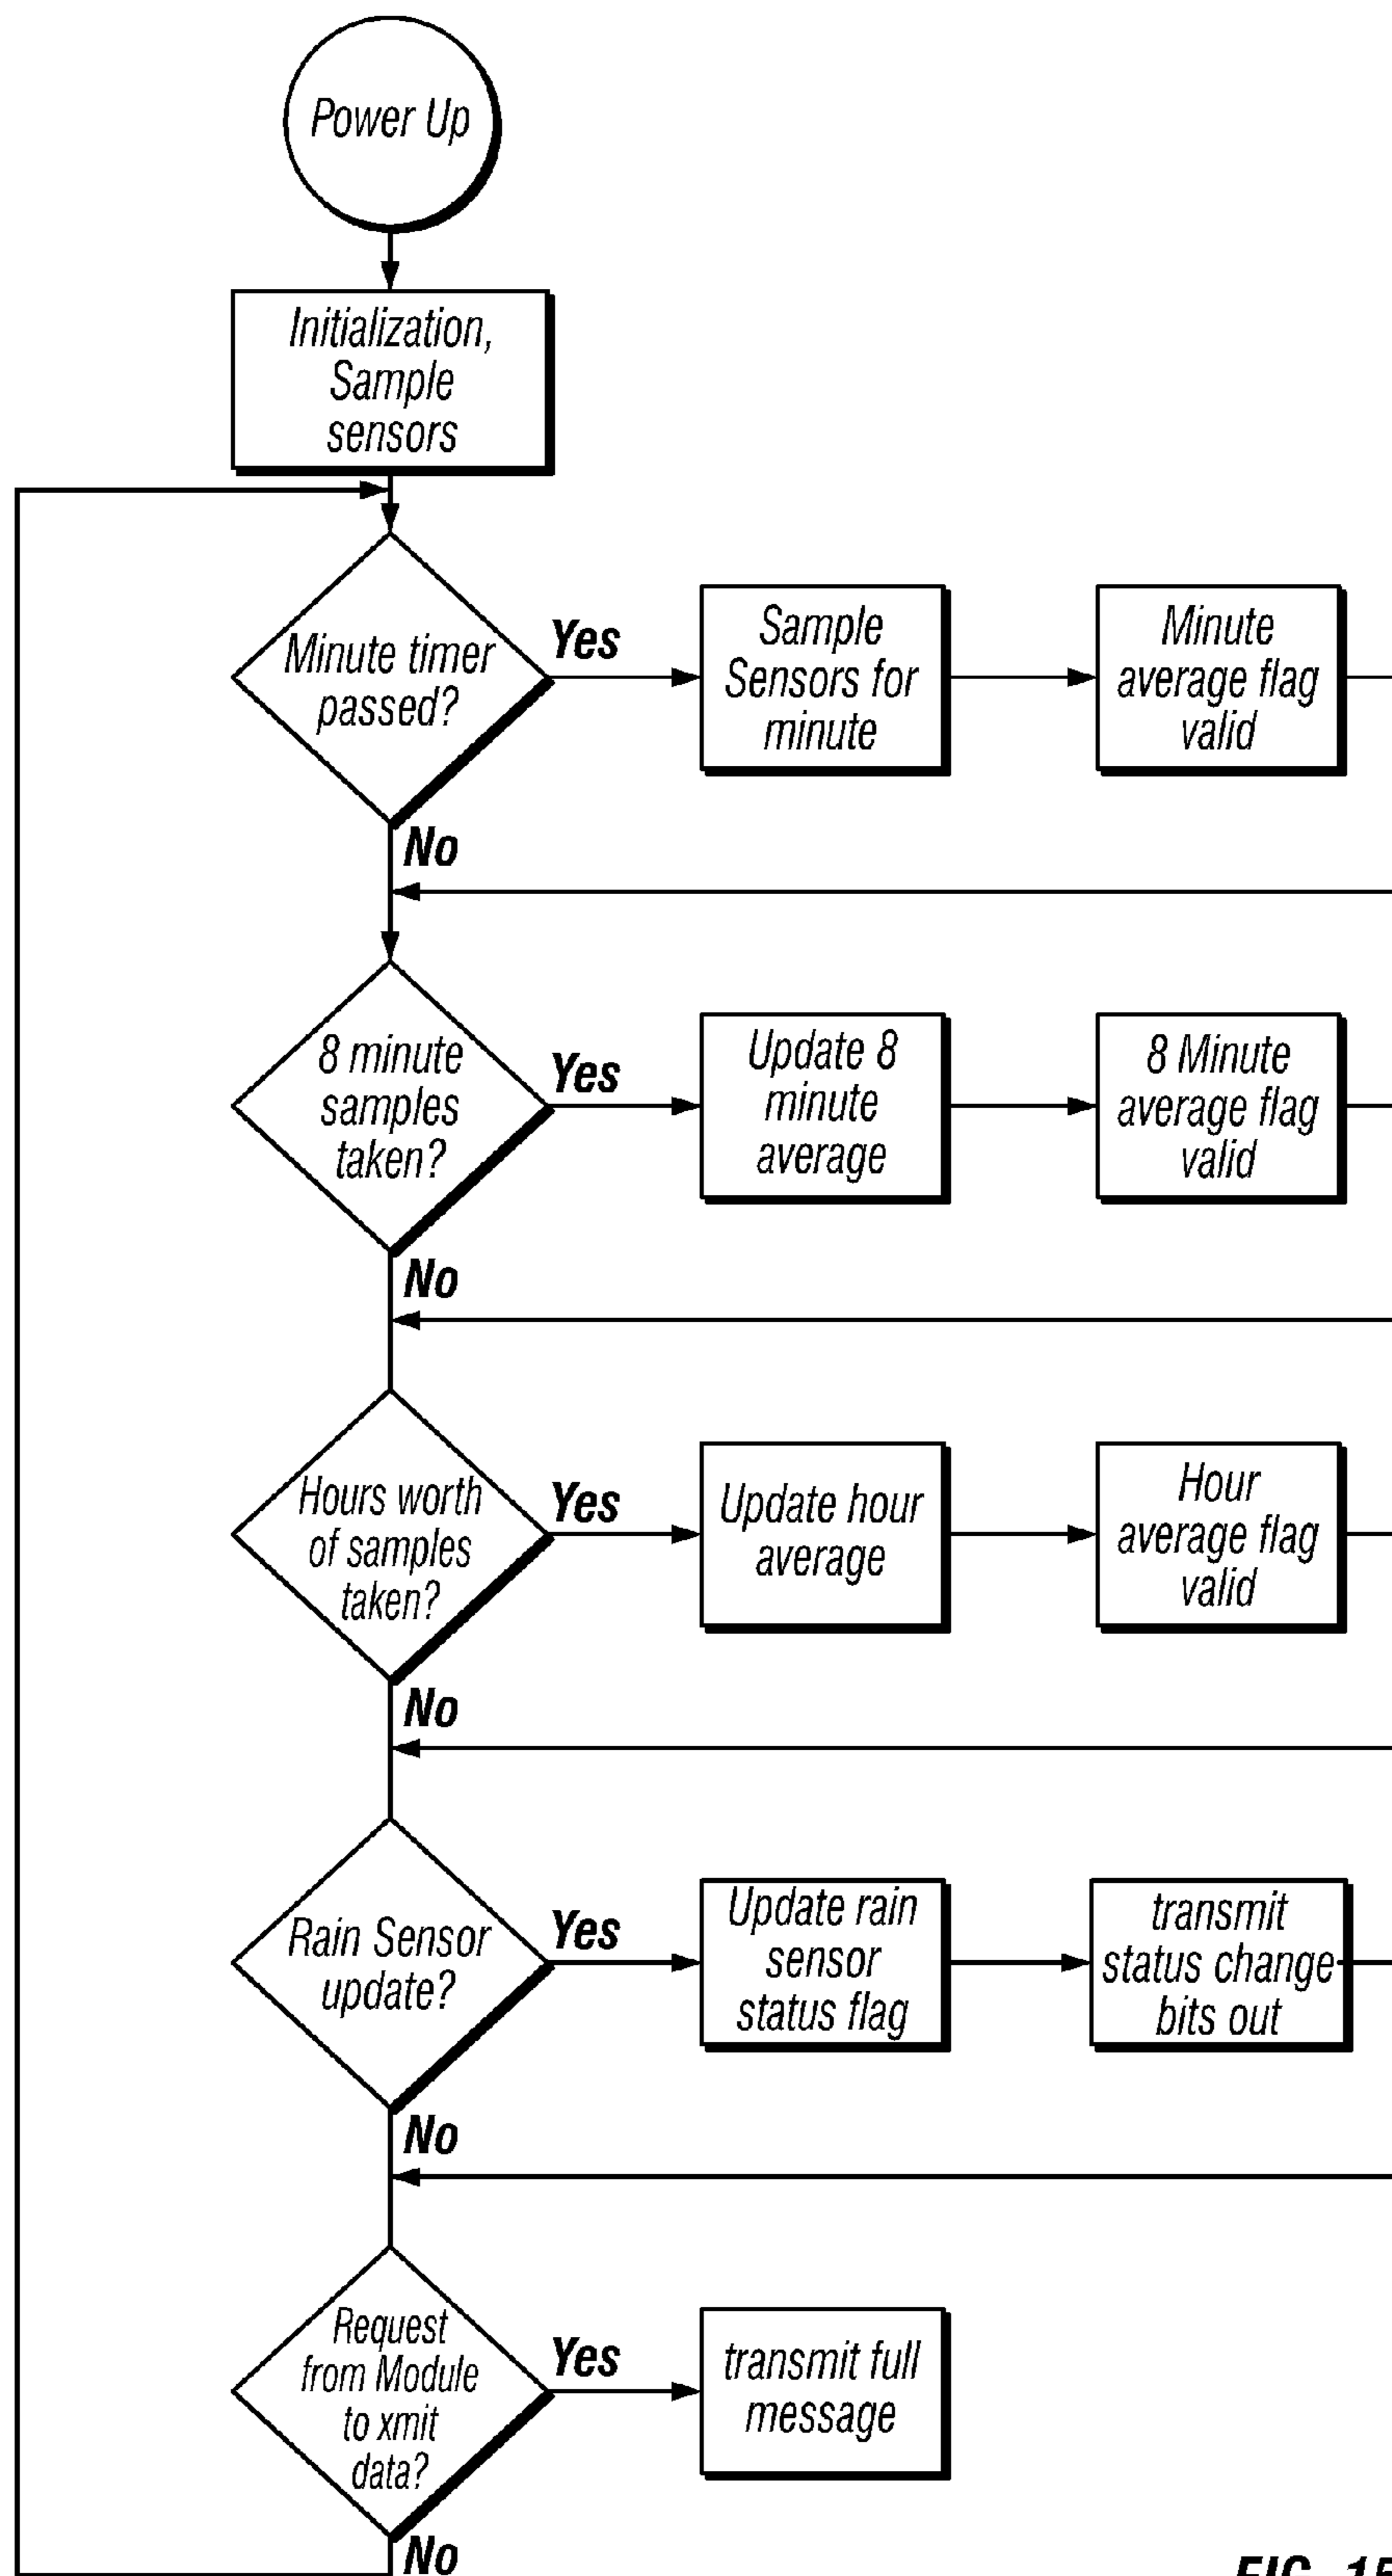 Power Up
Initialization,
Sample
sensors
Minute timer
passed?
Yes
Sample
Sensors for
minute
Minute
average flag
valid
No
8 minute
samples
taken?
Yes
Update 8
minute
average
8 Minute
average flag
valid
No
Hours worth
of samples
taken?
Yes
Update hour
average
Hour
average flag
valid
No
Rain Sensor
update?
Yes
Update rain
sensor
status flag
transmit
status change
bits out
No
Request
from Module
to xmit
data?
Yes
transmit full
message
No
FIG. 15